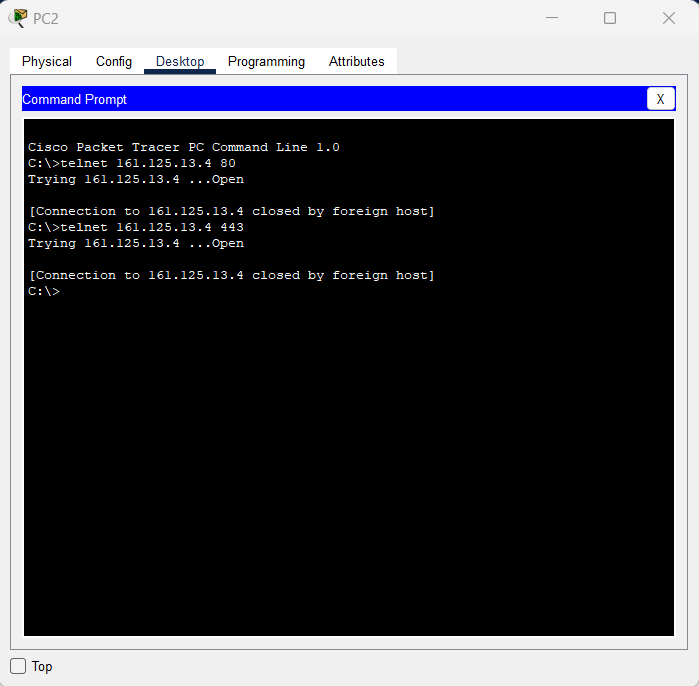 PC2
Physical Config Desktop Programming Attributes
Command Prompt X
Cisco Packet Tracer PC Command Line 1.0
C:\>telnet 161.125.13.4 80
Trying 161.125.13.4 ...Open
[Connection to 161.125.13.4 closed by foreign host]
C:\>telnet 161.125.13.4 443
Trying 161.125.13.4 ...Open
[Connection to 161.125.13.4 closed by foreign host]
C:\>
Top